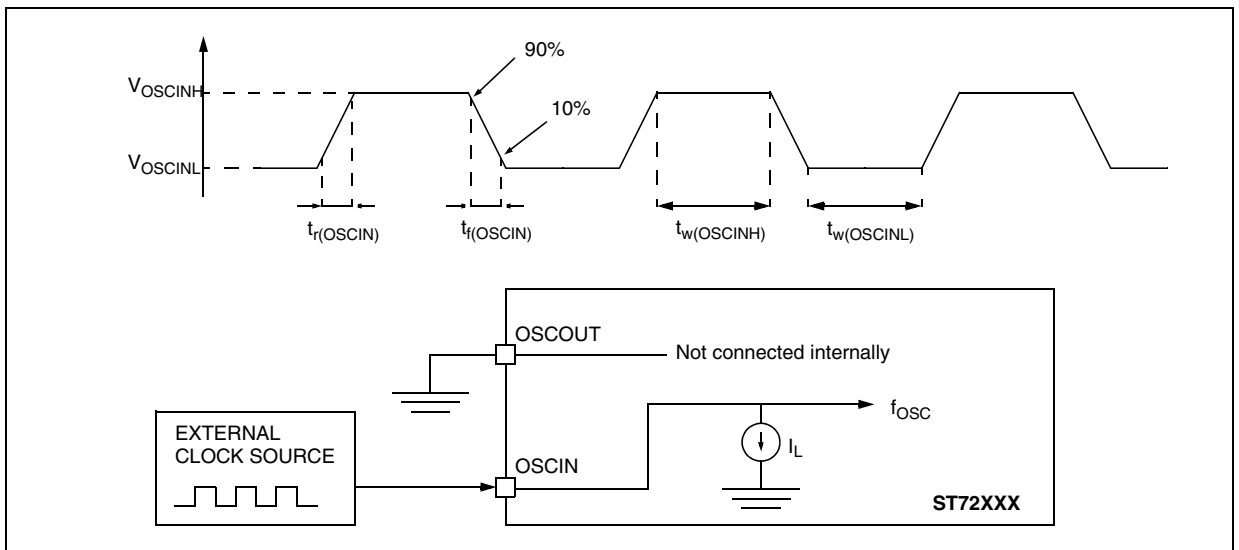 90%
V_OSCINH
10%
V_OSCINL
t_r(OSCIN) t_f(OSCIN) t_w(OSCINH) t_w(OSCINL)
OSCOUT
Not connected internally
f_OSC
EXTERNAL
CLOCK SOURCE
I_L
OSCIN
ST72XXX